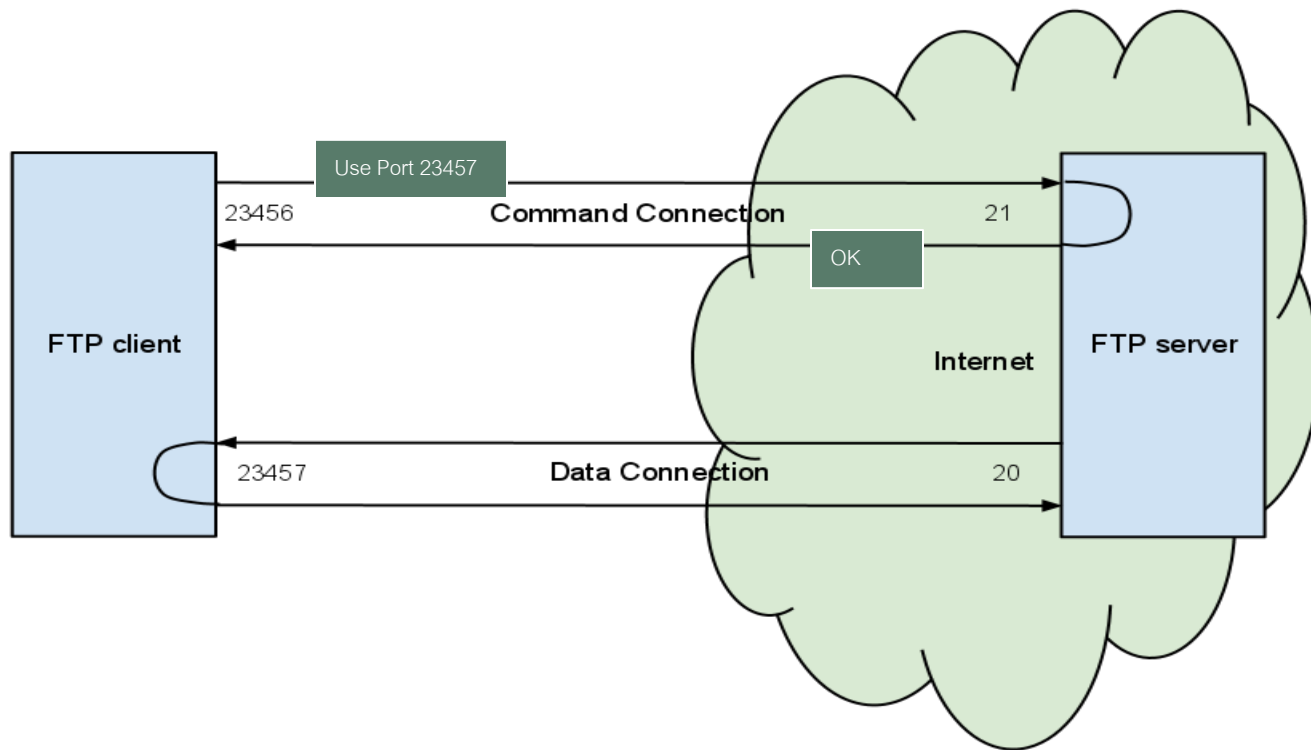 Use Port 23457
23456
Command Connection
21
OK
FTP client
Internet
FTP server
23457
Data Connection
20